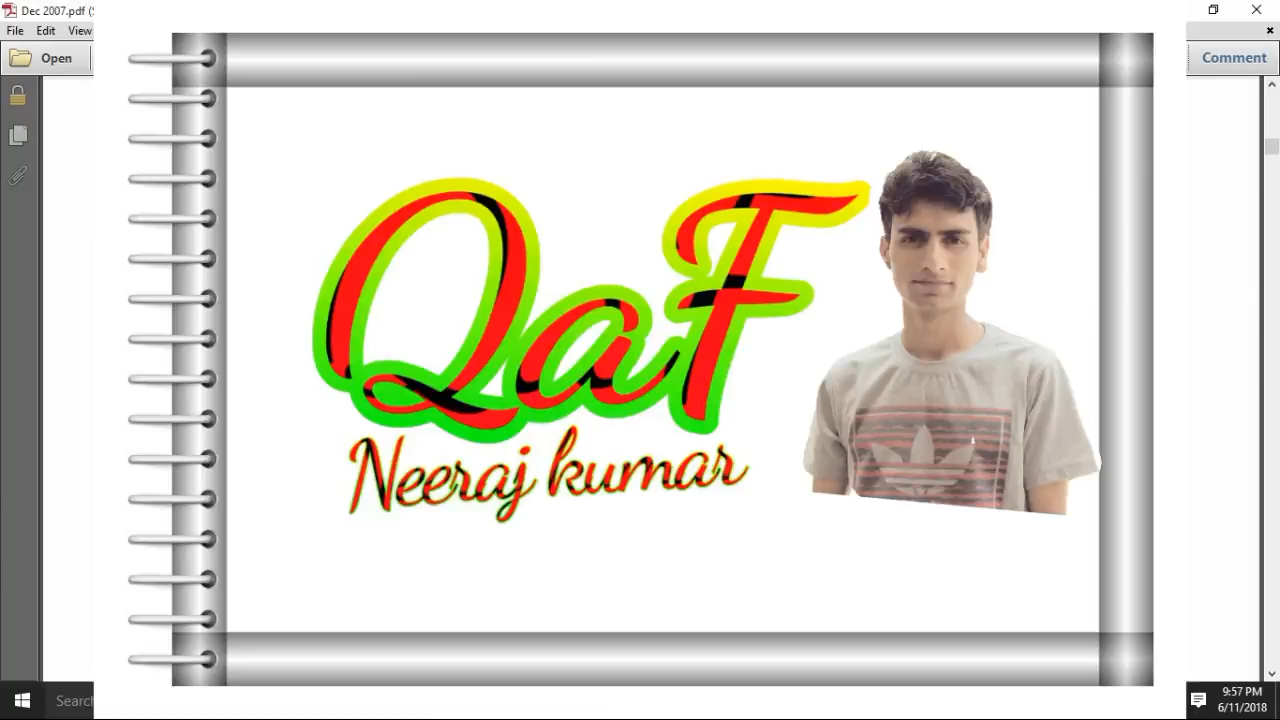 Dec 2007.pdf (S
File Edit View
Open
Comment
QaF
Neeraj kumar
Search
9:57 PM
6/11/2018